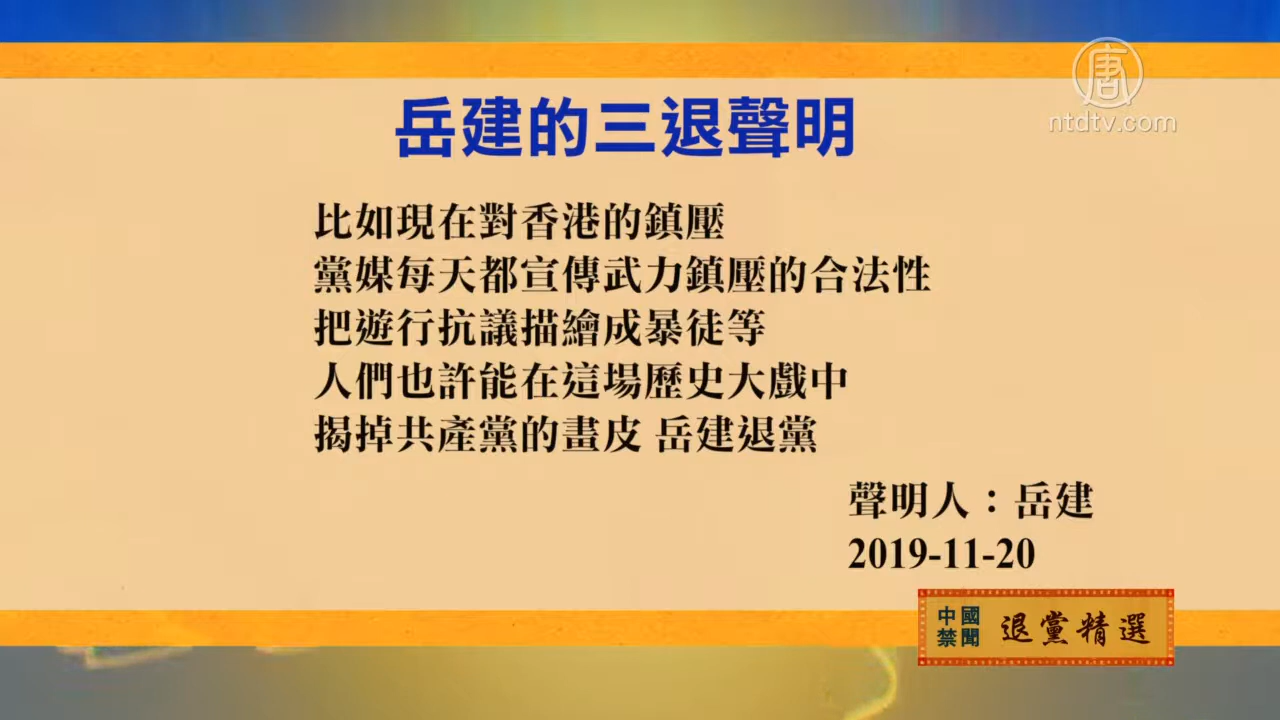 唐
ntdtv.com
岳建的三退聲明
比如現在對香港的鎮壓
黨媒每天都宣傳武力鎮壓的合法性
把遊行抗議描繪成暴徒等
人們也許能在這場歷史大戲中
揭掉共產黨的畫皮 岳建退黨
聲明人：岳建
2019-11-20
中國
禁聞
退黨精選